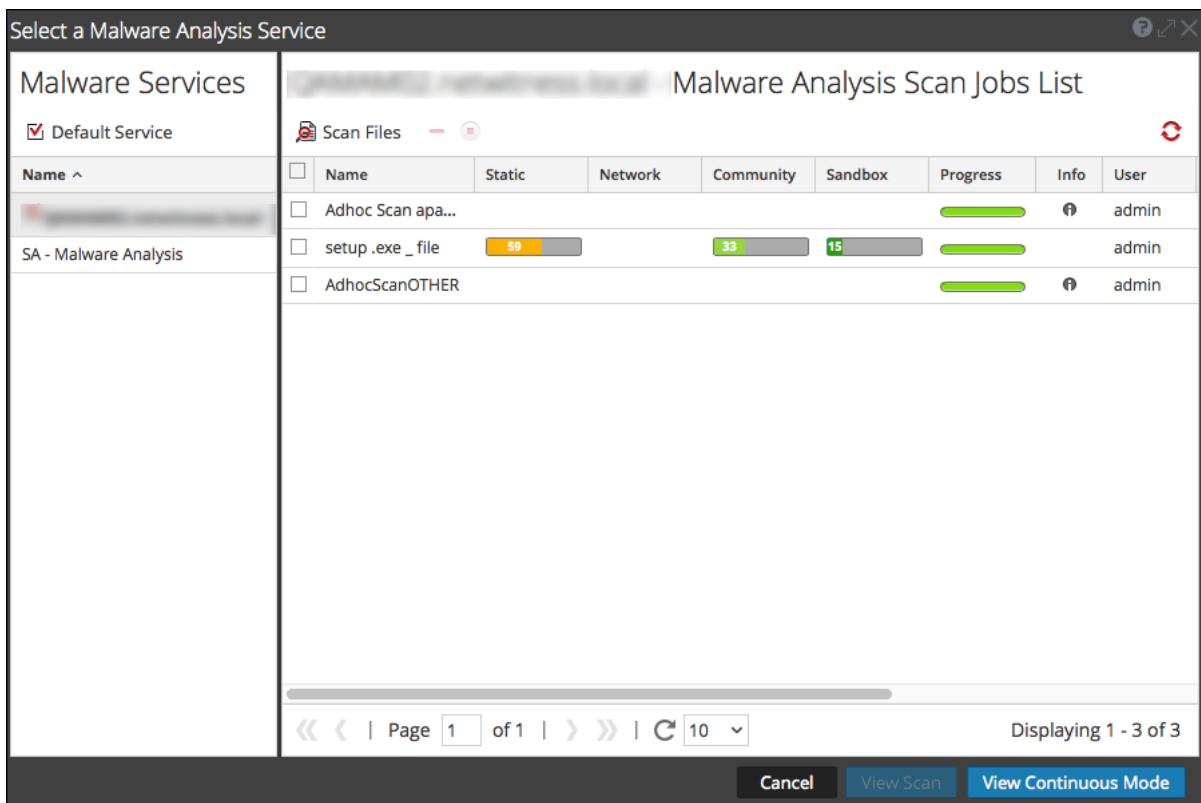 Select a Malware Analysis Service
Malware Services
Default Service
Name
SA - Malware Analysis
Malware Analysis Scan Jobs List
Scan Files
Name Static Network Community Sandbox Progress Info User
Adhoc Scan apa... admin
setup .exe _ file 59 33 15 admin
AdhocScanOTHER admin
Page 1 of 1 10 Displaying 1 - 3 of 3
Cancel View Scan View Continuous Mode